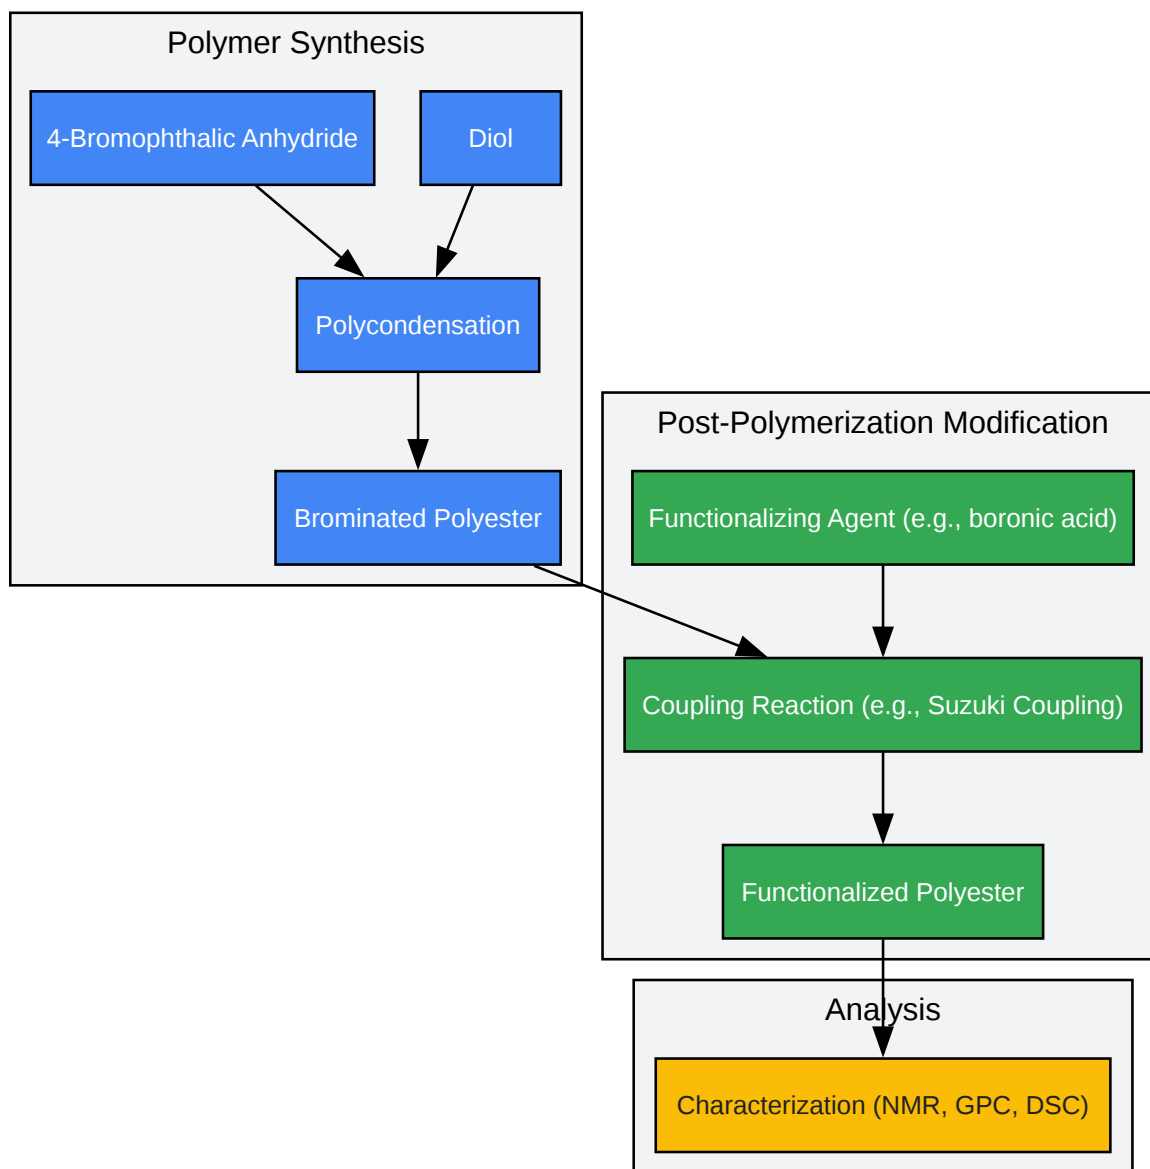 Polymer Synthesis
4-Bromophthalic Anhydride
Diol
Polycondensation
Brominated Polyester
Post-Polymerization Modification
Functionalizing Agent (e.g., boronic acid)
Coupling Reaction (e.g., Suzuki Coupling)
Functionalized Polyester
Analysis
Characterization (NMR, GPC, DSC)